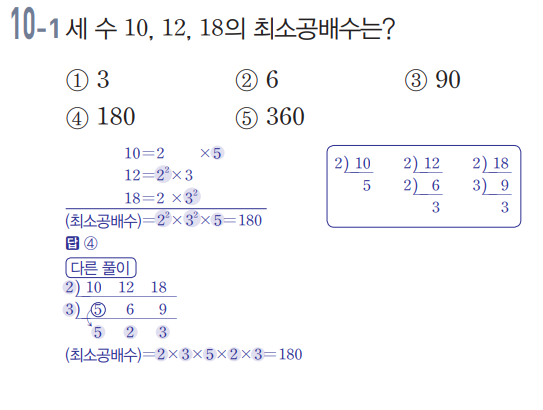 10-1 세 수 10, 12, 18의 최소공배수는?
① 3 ② 6 ③ 90
④ 180 ⑤ 360
10=2 ×5
12=2²×3
18=2 ×3²
(최소공배수)=2²×3²×5=180
답 ④
2) 10 2) 12 2) 18
5 2) 6 3) 9
3 3
다른 풀이
2) 10 12 18
3) 5 6 9
5 2 3
(최소공배수)=2×3×5×2×3=180